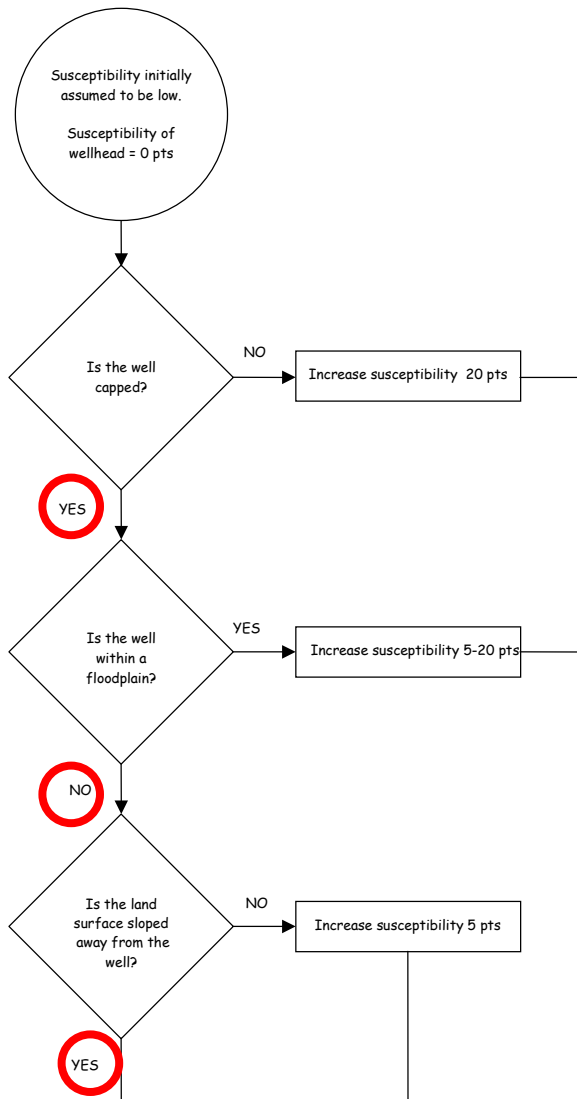 Susceptibility initially
assumed to be low.
Susceptibility of
wellhead = 0 pts
Is the well
capped?
NO
Increase susceptibility 20 pts
YES
Is the well
within a
floodplain?
YES
Increase susceptibility 5-20 pts
NO
Is the land
surface sloped
away from the
well?
NO
Increase susceptibility 5 pts
YES